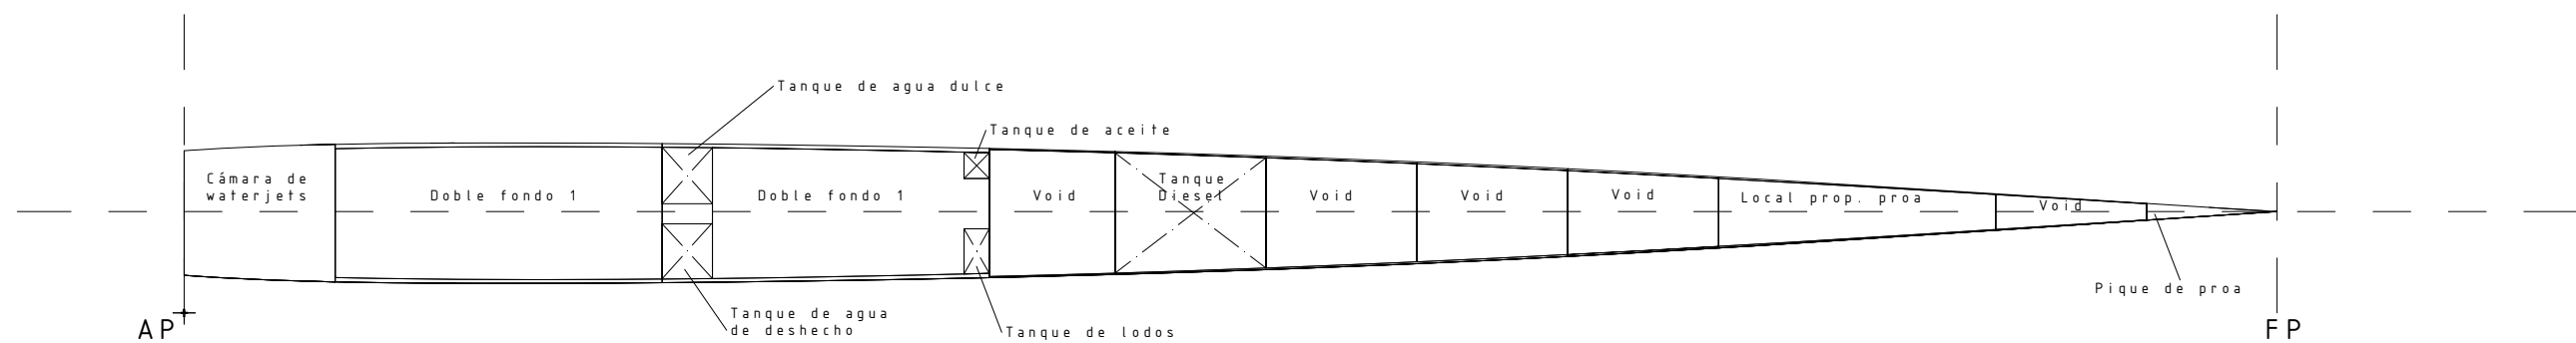 Tanque de agua dulce
Tanque de aceite
Cámara de
waterjets
Doble fondo 1
Doble fondo 1
Void
Tanque
Diesel
Void
Void
Void
Local prop. proa
Void
Pique de proa
Tanque de agua
de deshecho
Tanque de lodos
AP
FP